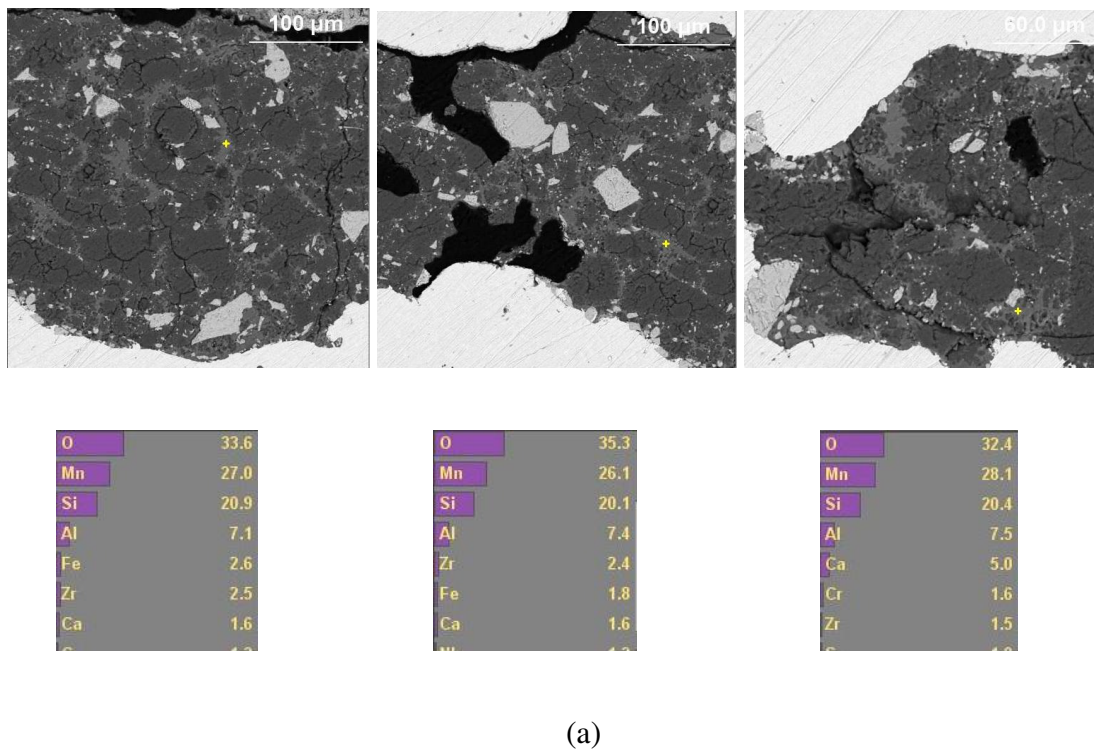 100 µm
100 µm
60.0 µm
O 33.6
Mn 27.0
Si 20.9
Al 7.1
Fe 2.6
Zr 2.5
Ca 1.6
O 35.3
Mn 26.1
Si 20.1
Al 7.4
Zr 2.4
Fe 1.8
Ca 1.6
O 32.4
Mn 28.1
Si 20.4
Al 7.5
Ca 5.0
Cr 1.6
Zr 1.5
(a)